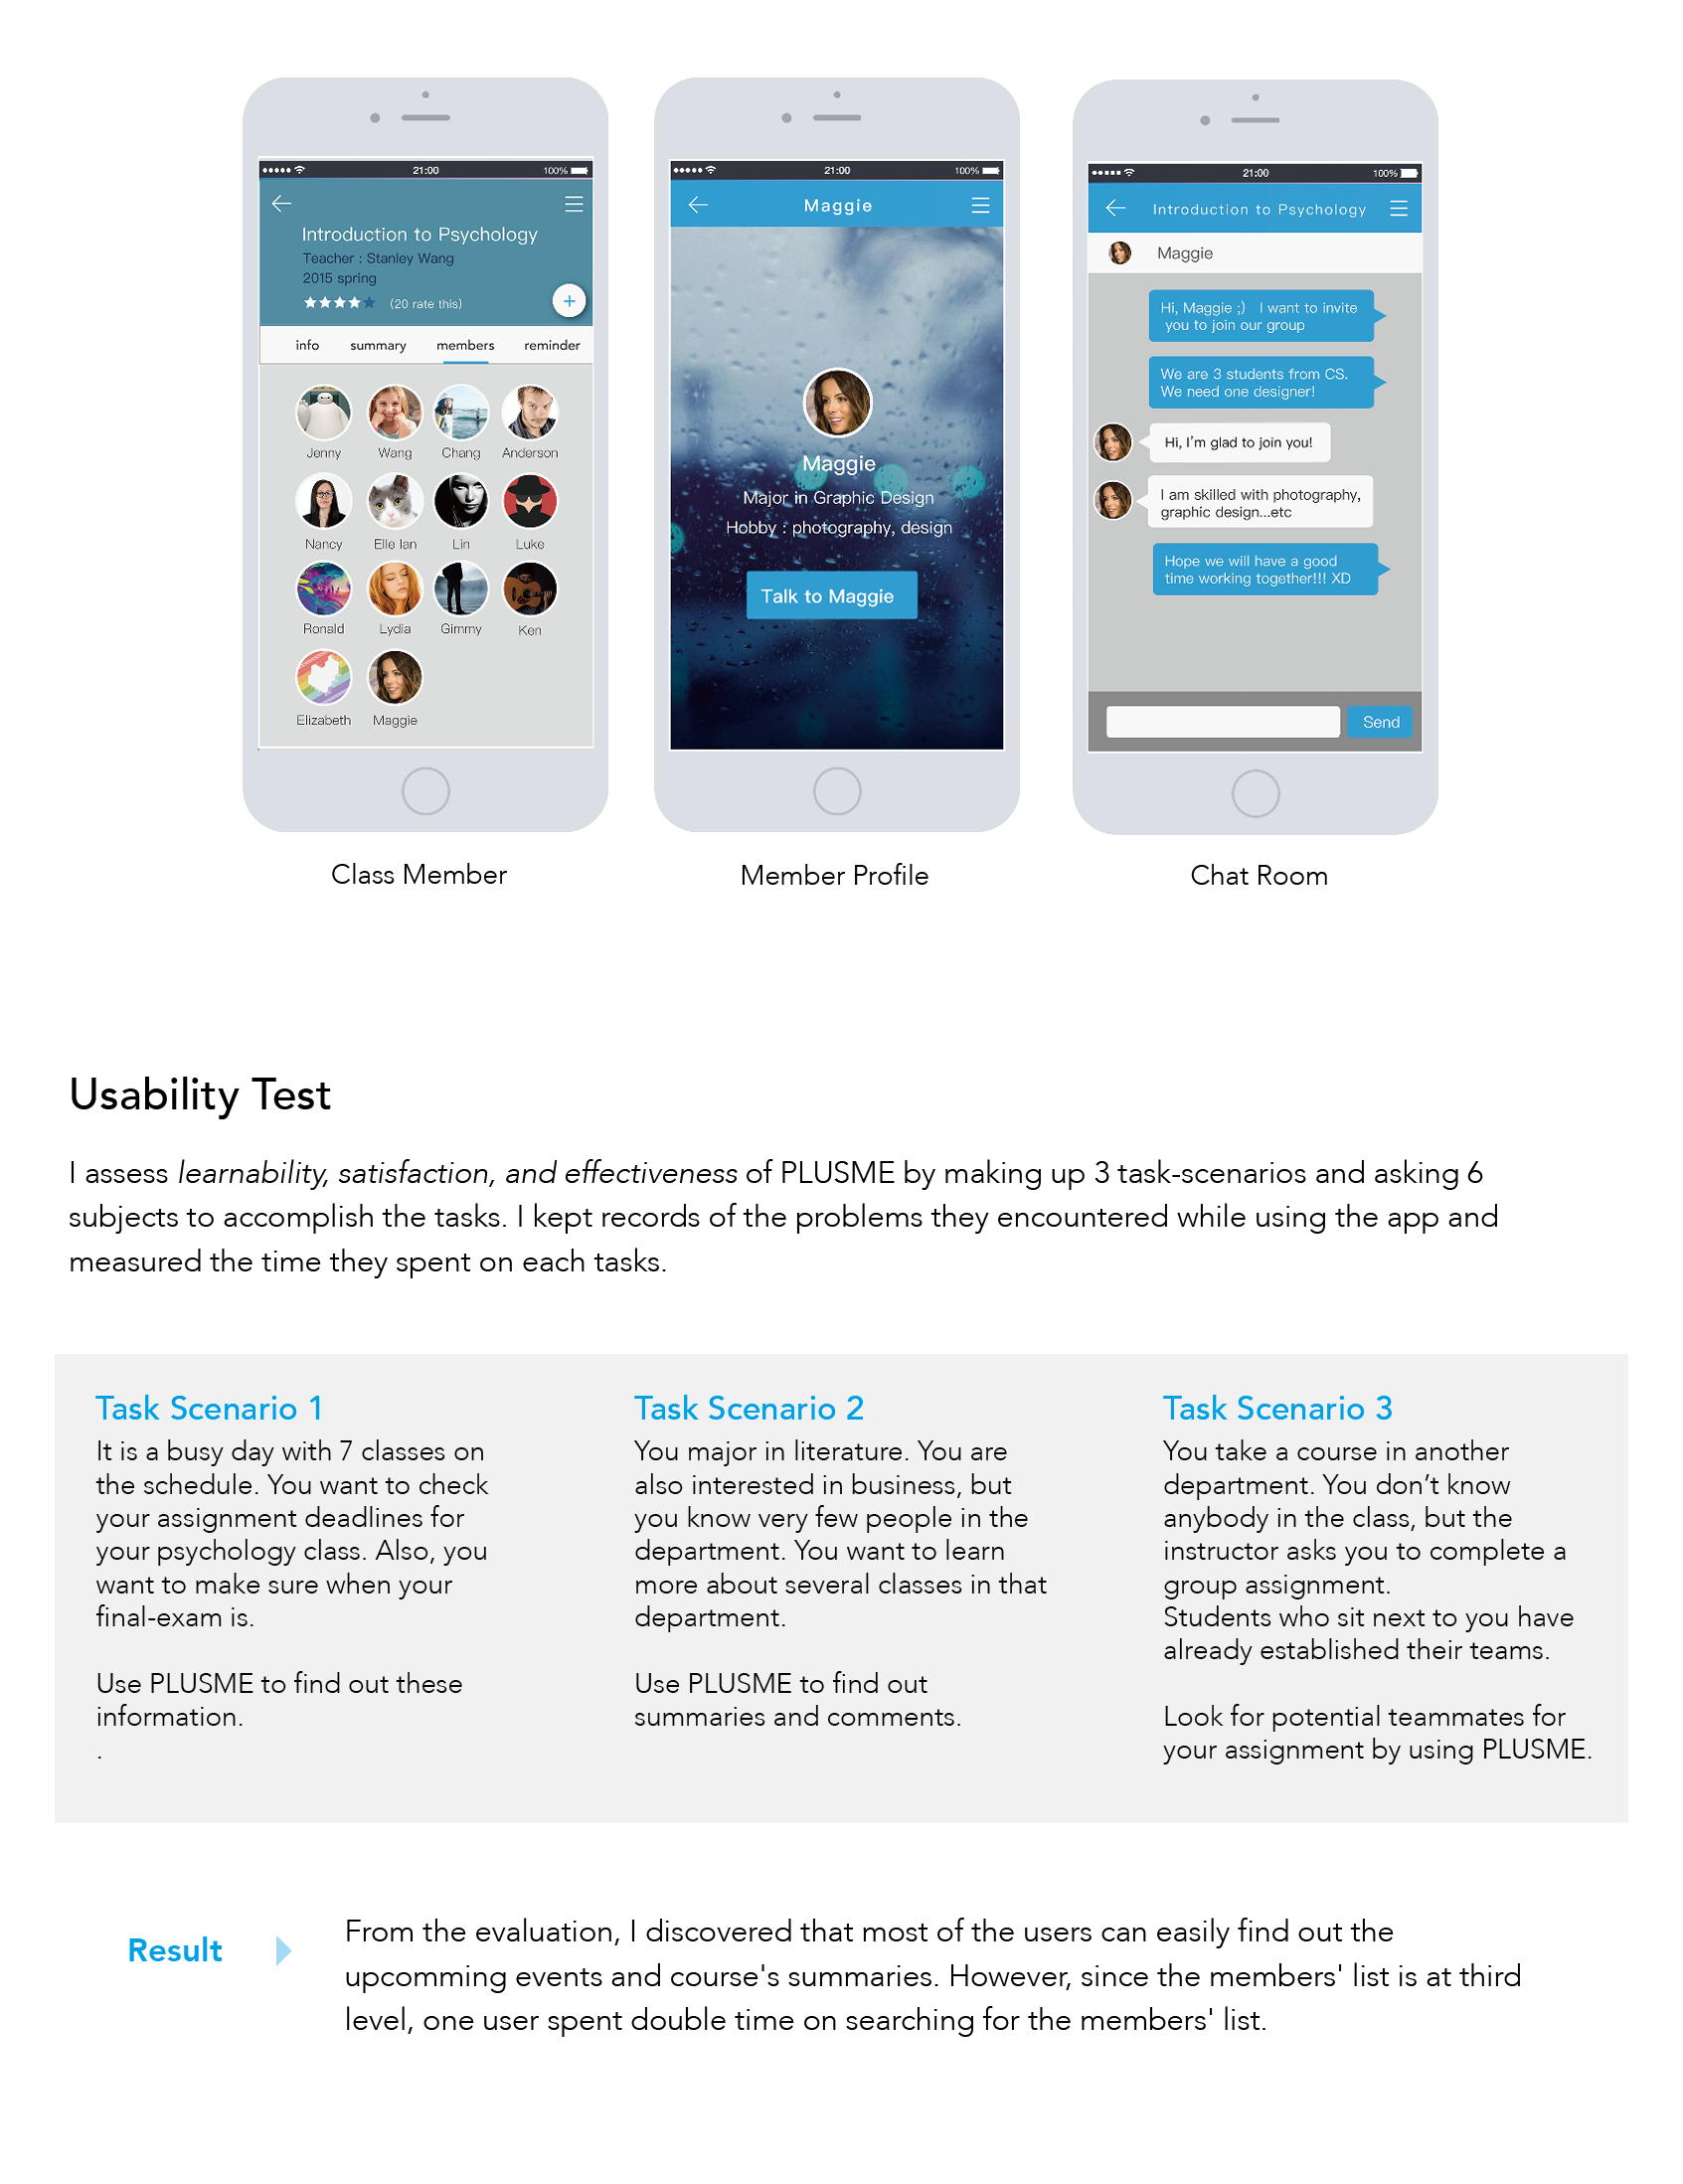 21:00
100%
Introduction to Psychology
Teacher : Stanley Wang
2015 spring
(20 rate this)
+
info summary members reminder
Jenny Wang Chang Anderson
Nancy Elle Ian Lin Luke
Ronald Lydia Gimmy Ken
Elizabeth Maggie
Class Member
21:00
100%
Maggie
Maggie
Major in Graphic Design
Hobby : photography, design
Talk to Maggie
Member Profile
21:00
100%
Introduction to Psychology
Maggie
Hi, Maggie ;) I want to invite
you to join our group
We are 3 students from CS.
We need one designer!
Hi, I'm glad to join you!
I am skilled with photography,
graphic design...etc
Hope we will have a good
time working together!!! XD
Send
Chat Room
Usability Test
I assess learnability, satisfaction, and effectiveness of PLUSME by making up 3 task-scenarios and asking 6
subjects to accomplish the tasks. I kept records of the problems they encountered while using the app and
measured the time they spent on each tasks.
Task Scenario 1
It is a busy day with 7 classes on
the schedule. You want to check
your assignment deadlines for
your psychology class. Also, you
want to make sure when your
final-exam is.
Use PLUSME to find out these
information.
.
Task Scenario 2
You major in literature. You are
also interested in business, but
you know very few people in the
department. You want to learn
more about several classes in that
department.
Use PLUSME to find out
summaries and comments.
Task Scenario 3
You take a course in another
department. You don't know
anybody in the class, but the
instructor asks you to complete a
group assignment.
Students who sit next to you have
already established their teams.
Look for potential teammates for
your assignment by using PLUSME.
Result
From the evaluation, I discovered that most of the users can easily find out the
upcomming events and course's summaries. However, since the members' list is at third
level, one user spent double time on searching for the members' list.